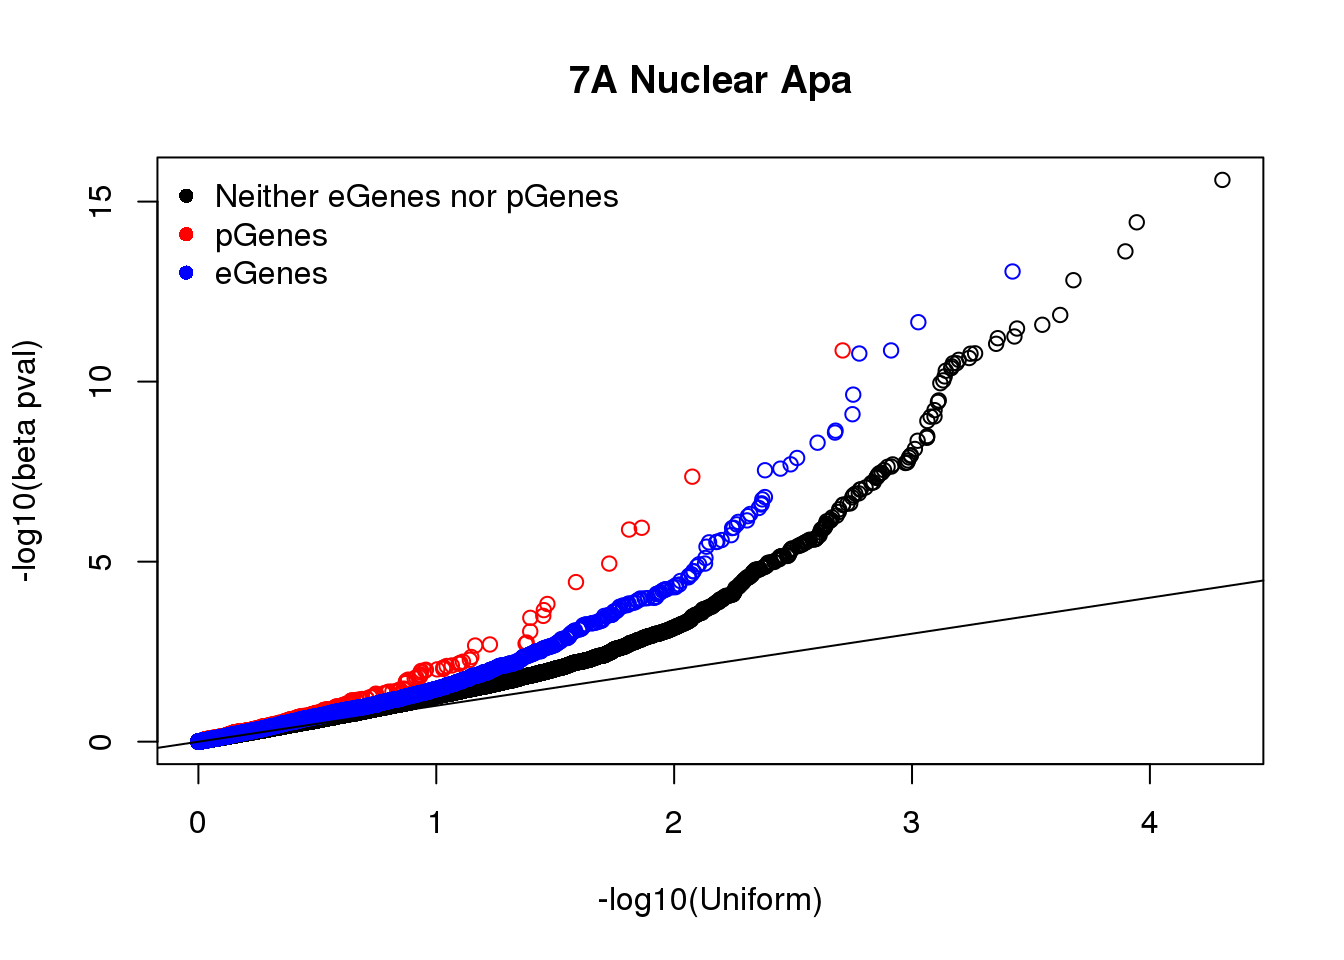 7A Nuclear Apa
Neither eGenes nor pGenes
pGenes
eGenes
-log10(beta pval)
15
10
5
0
0 1 2 3 4
-log10(Uniform)